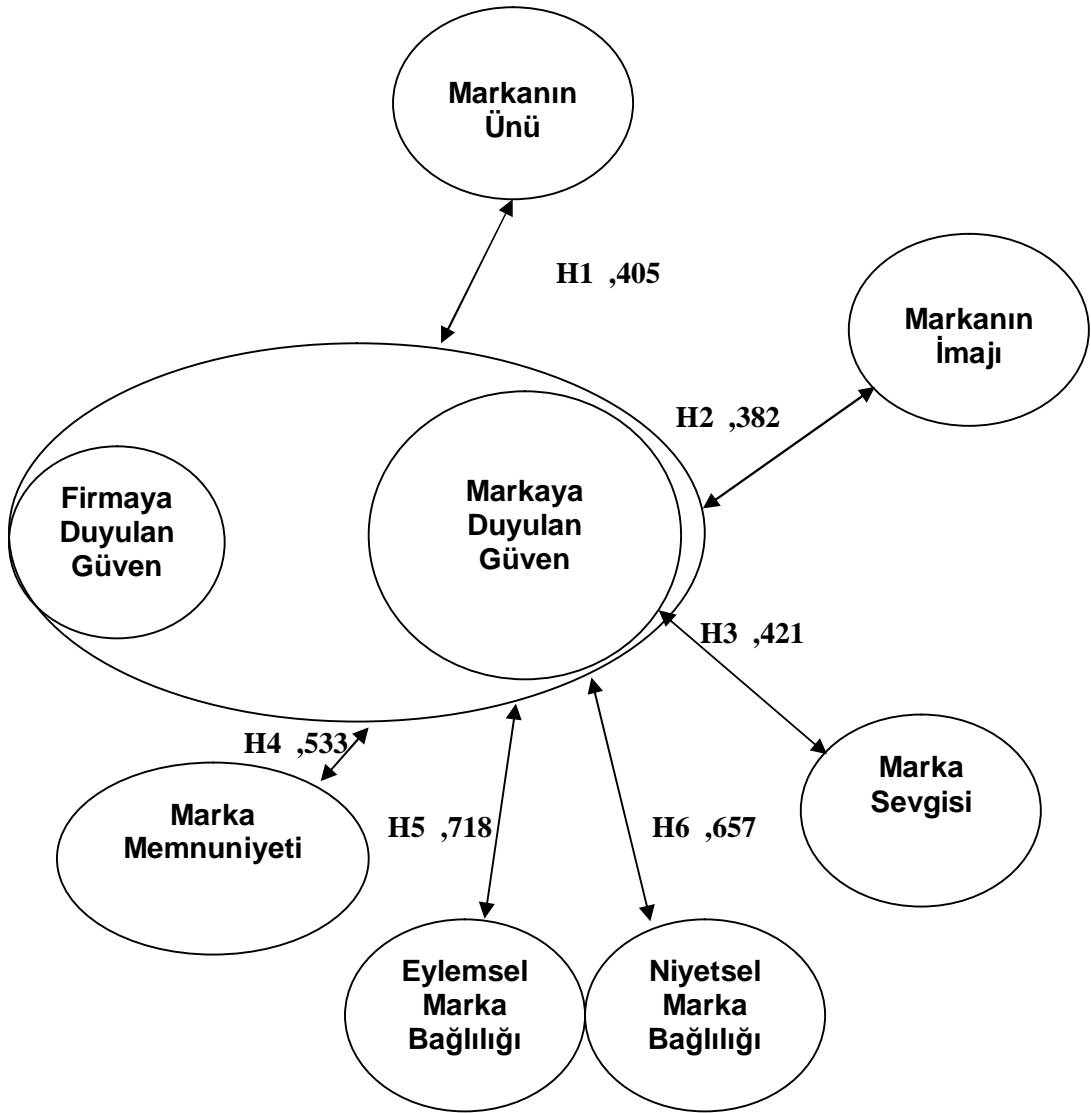 Markanın
Ünü
H1 ,405
Markanın
İmajı
H2 ,382
Firmaya
Duyulan
Güven
Markaya
Duyulan
Güven
H3 ,421
H4 ,533
Marka
Sevgisi
Marka
Memnuniyeti
H5 ,718
H6 ,657
Eylemsel
Marka
Bağlılığı
Niyetsel
Marka
Bağlılığı